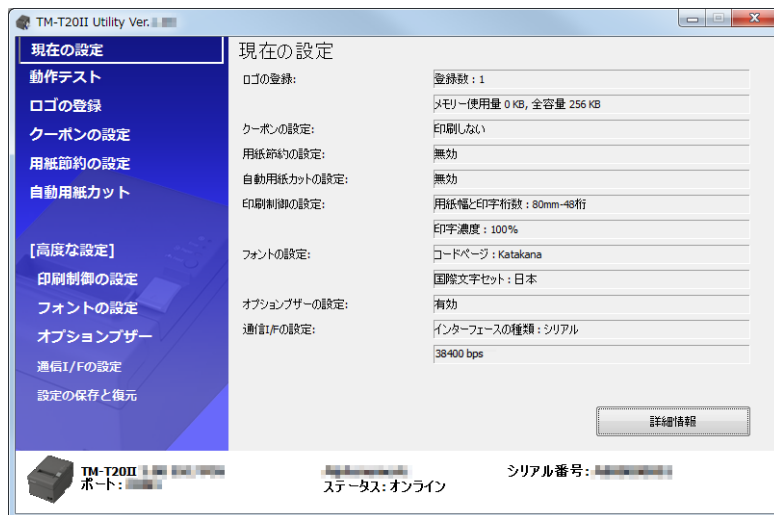 TM-T20II Utility Ver.
現在の設定
動作テスト
ロゴの登録
クーポンの設定
用紙節約の設定
自動用紙カット
[高度な設定]
印刷制御の設定
フォントの設定
オプションブザー
通信I/Fの設定
設定の保存と復元
現在の設定
ロゴの登録: 登録数 : 1
メモリー使用量 0 KB, 全容量 256 KB
クーポンの設定: 印刷しない
用紙節約の設定: 無効
自動用紙カットの設定: 無効
印刷制御の設定: 用紙幅と印字桁数 : 80mm-48桁
印字濃度 : 100%
フォントの設定: コードページ : Katakana
国際文字セット : 日本
オプションブザーの設定: 有効
通信I/Fの設定: インターフェースの種類 : シリアル
38400 bps
詳細情報
TM-T20II
ポート:
ステータス: オンライン
シリアル番号: